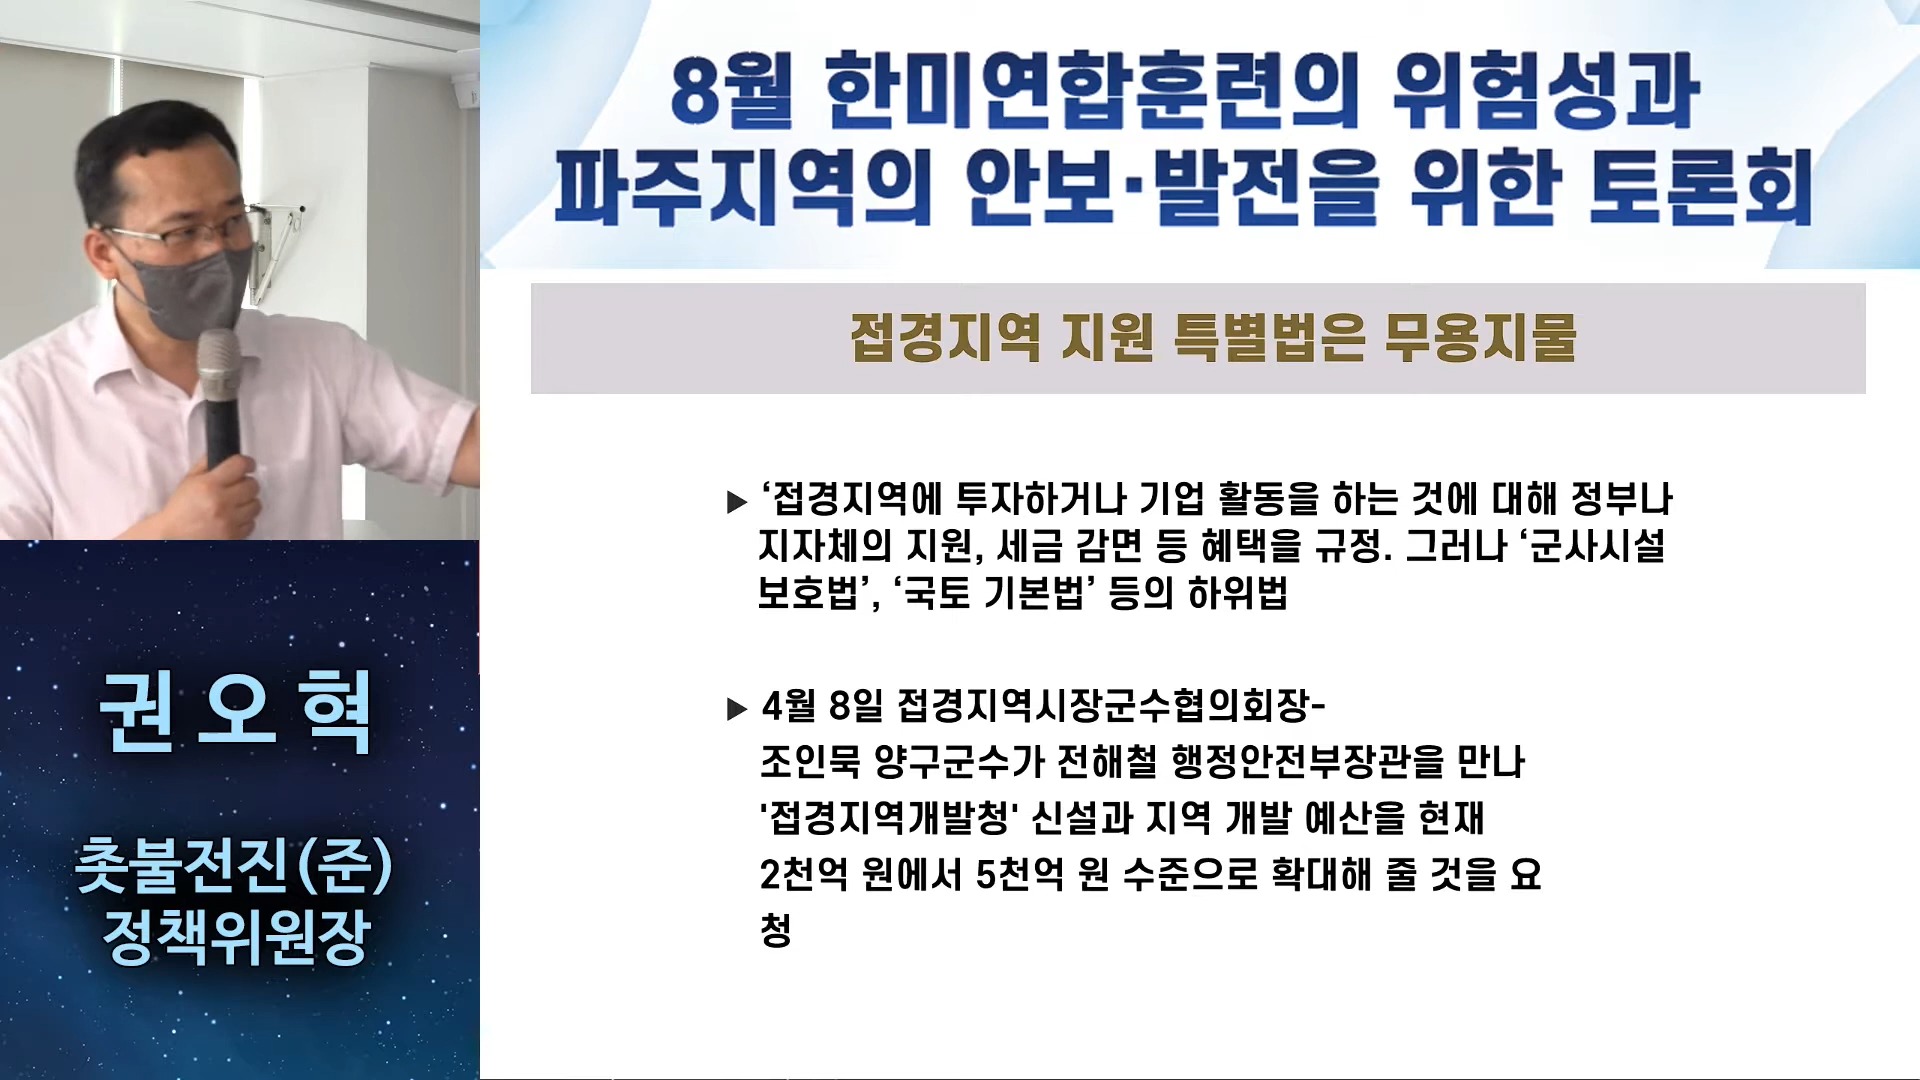 8월 한미연합훈련의 위험성과
파주지역의 안보·발전을 위한 토론회
접경지역 지원 특별법은 무용지물
▶ ‘접경지역에 투자하거나 기업 활동을 하는 것에 대해 정부나
지자체의 지원, 세금 감면 등 혜택을 규정. 그러나 ‘군사시설
보호법’, ‘국토 기본법’ 등의 하위법
▶ 4월 8일 접경지역시장군수협의회장-
조인묵 양구군수가 전해철 행정안전부장관을 만나
'접경지역개발청' 신설과 지역 개발 예산을 현재
2천억 원에서 5천억 원 수준으로 확대해 줄 것을 요
청
권오혁
촛불전진(준)
정책위원장